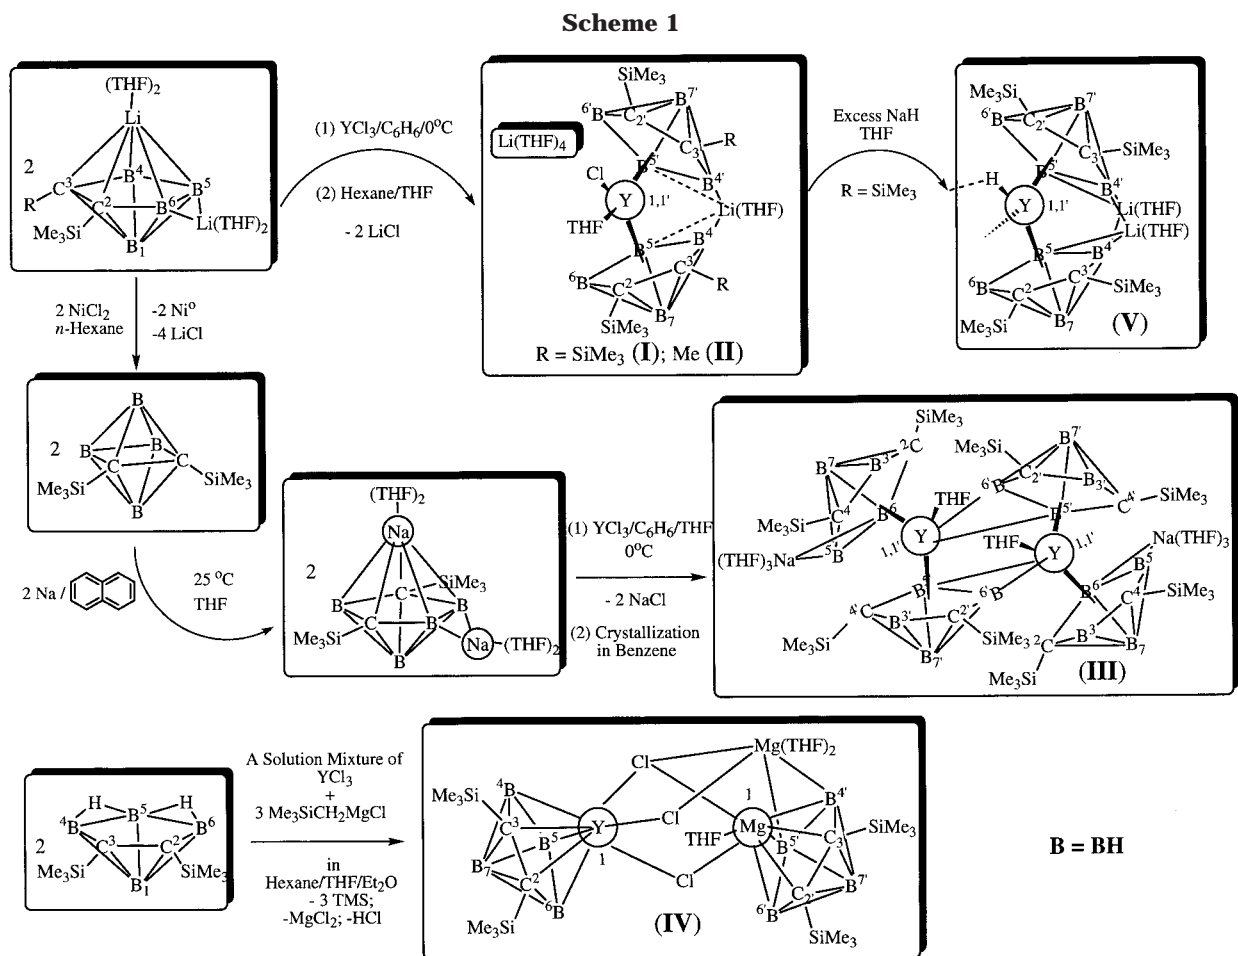 Scheme 1
(THF)₂
Li
2
C³
B⁴
B⁵
R
C²
B⁶
Li(THF)₂
Me₃Si
B₁
(1) YCl₃/C₆H₆/0°C
(2) Hexane/THF
- 2 LiCl
Li(THF)₄
SiMe₃
6'B
C2'
B7'
C3'
R
B5'
B4'
Cl
Y
1,1'
THF
Li(THF)
B⁵
B⁴
6B
C²
C³
R
B₇
SiMe₃
R = SiMe₃ (I); Me (II)
Excess NaH
THF
R = SiMe₃
Me₃Si
6'B
C2'
B7'
C3'
SiMe₃
B5'
B4'
H
Y
1,1'
Li(THF)
Li(THF)
B⁵
B⁴
6B
C²
C³
SiMe₃
Me₃Si
B₇
(V)
2 NiCl₂
n-Hexane
-2 Ni°
-4 LiCl
2
B
B
B
C
C
Me₃Si
SiMe₃
B
2 Na /
25 °C
THF
2
(THF)₂
Na
SiMe₃
B
C
B
C
B
Me₃Si
Na
(THF)₂
B
(1) YCl₃/C₆H₆/THF
0°C
- 2 NaCl
(2) Crystallization
in Benzene
SiMe₃
2C
B7
B3
C4
B6
Me₃Si
5B
(THF)₃Na
THF
Y
1,1'
Me₃Si
B7'
C2'
6'B
B3'
C4'
SiMe₃
B5'
THF
Y
1,1'
Na(THF)₃
B5
B6
C4
SiMe₃
B5'
6'B
4'C
B3'
C2'
Me₃Si
SiMe₃
B7'
2C
B3
B7
Me₃Si
(III)
2
H
B⁵
H
4B
B⁶
C³
C²
Me₃Si
SiMe₃
B₁
A Solution Mixture of
YCl₃
+
3 Me₃SiCH₂MgCl
in
Hexane/THF/Et₂O
- 3 TMS;
-MgCl₂; -HCl
4B
Me₃Si
C³
B⁵
B7
C²
6B
Me₃Si
Y
1
Cl
Cl
Cl
Mg(THF)₂
1
Mg
THF
B4'
C3'
SiMe₃
B5'
C2'
B7'
6'B
SiMe₃
(IV)
B = BH